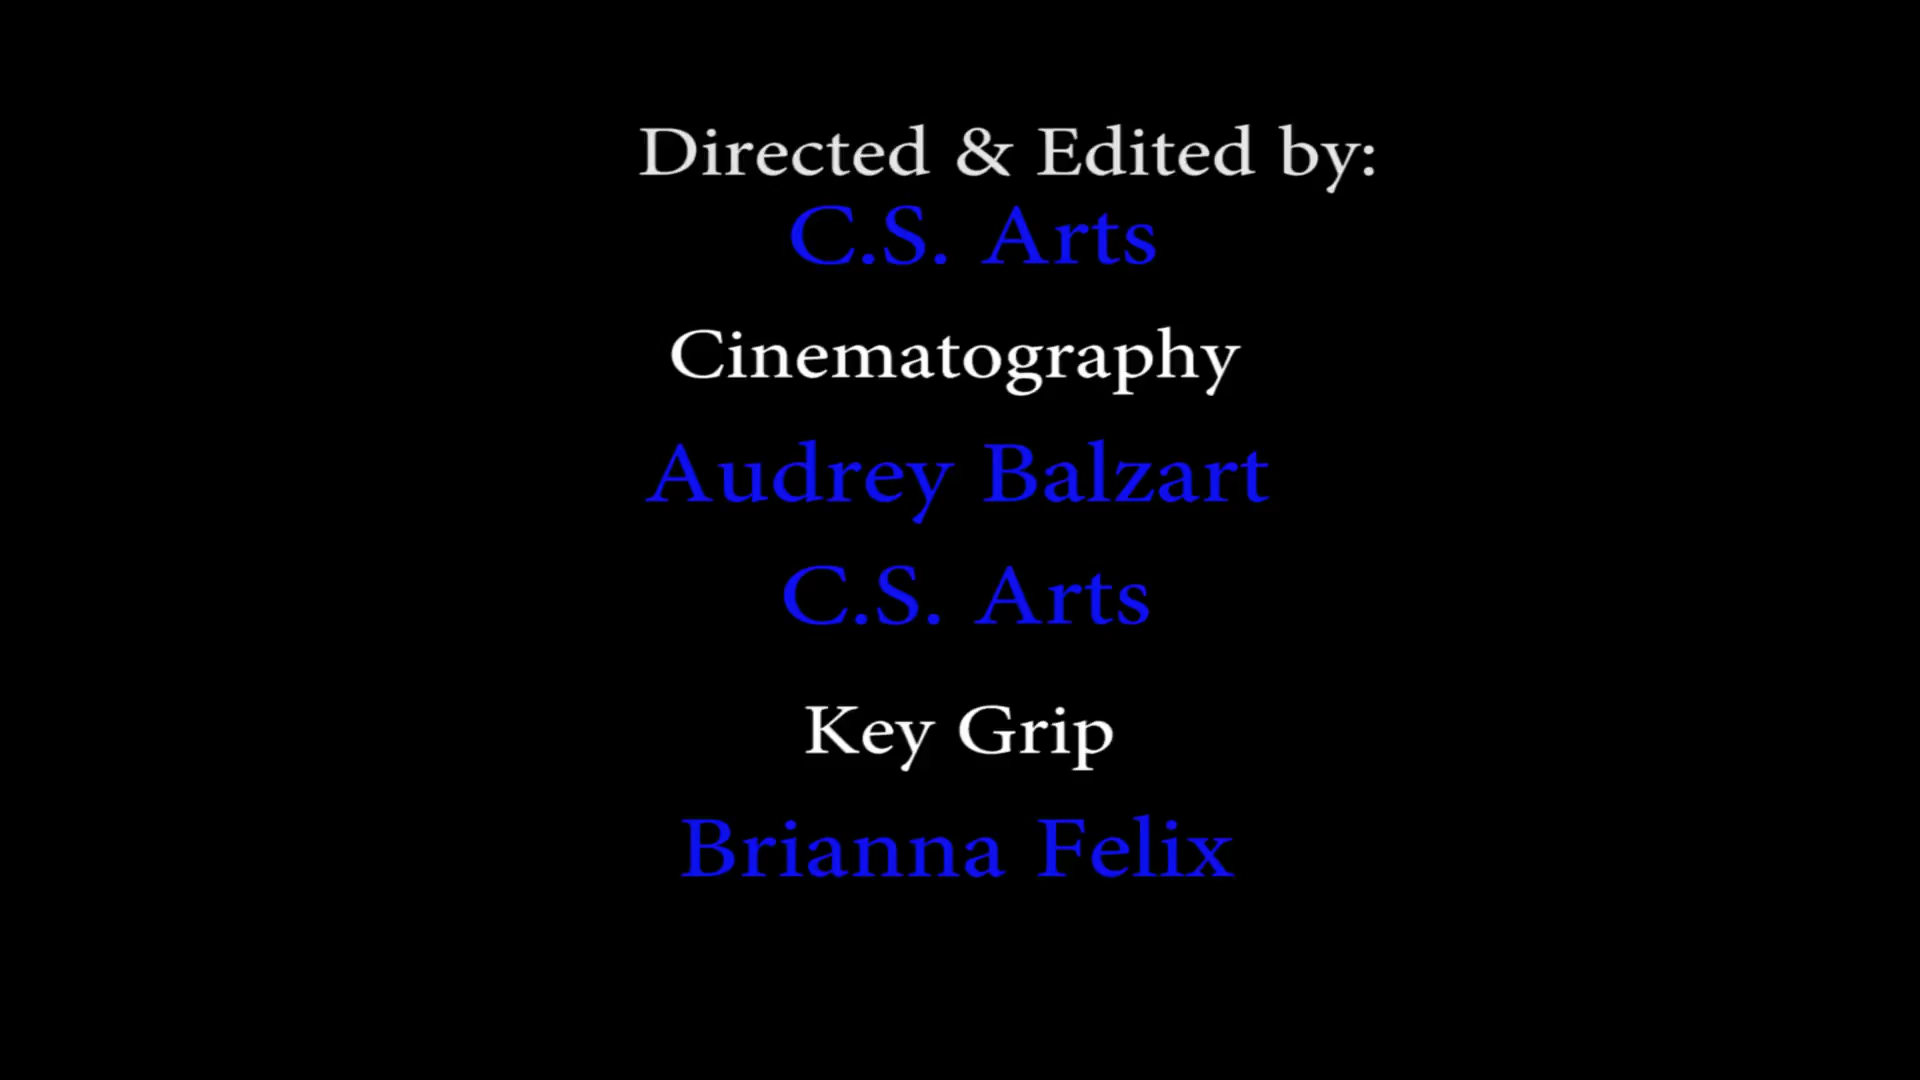 Directed & Edited by:
C.S. Arts
Cinematography
Audrey Balzart
C.S. Arts
Key Grip
Brianna Felix